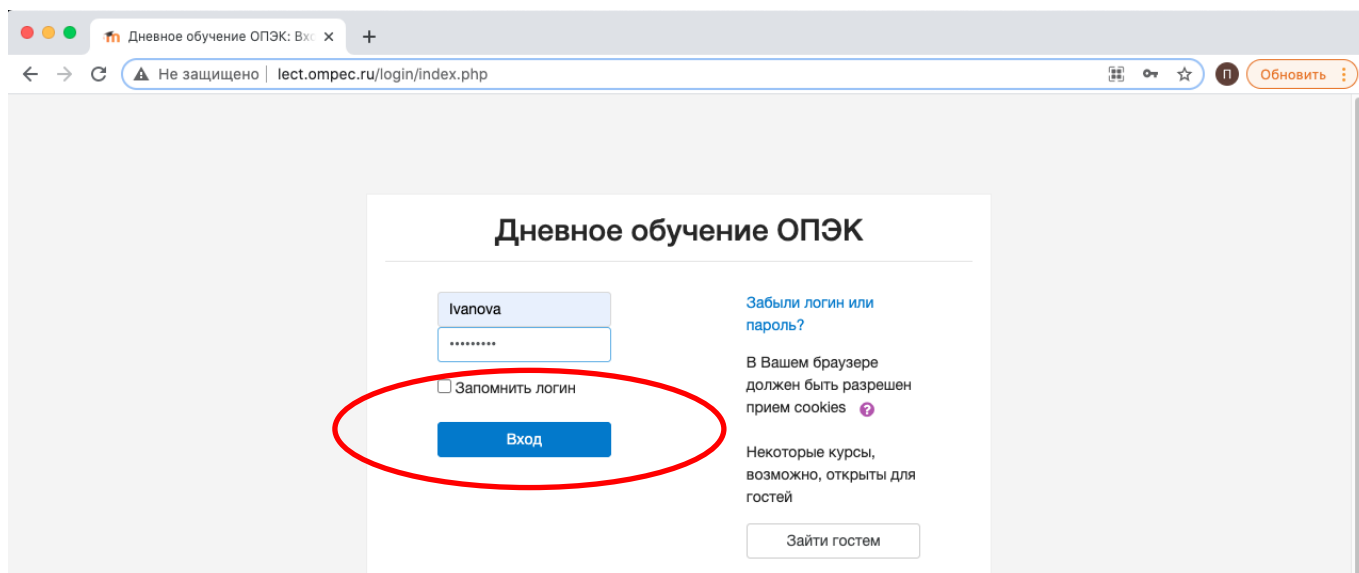 Дневное обучение ОПЭК: Вхо
Не защищено | lect.ompec.ru/login/index.php
П
Обновить
Дневное обучение ОПЭК
Ivanova
•••••••••
Запомнить логин
Вход
Забыли логин или
пароль?
В Вашем браузере
должен быть разрешен
прием cookies ?
Некоторые курсы,
возможно, открыты для
гостей
Зайти гостем